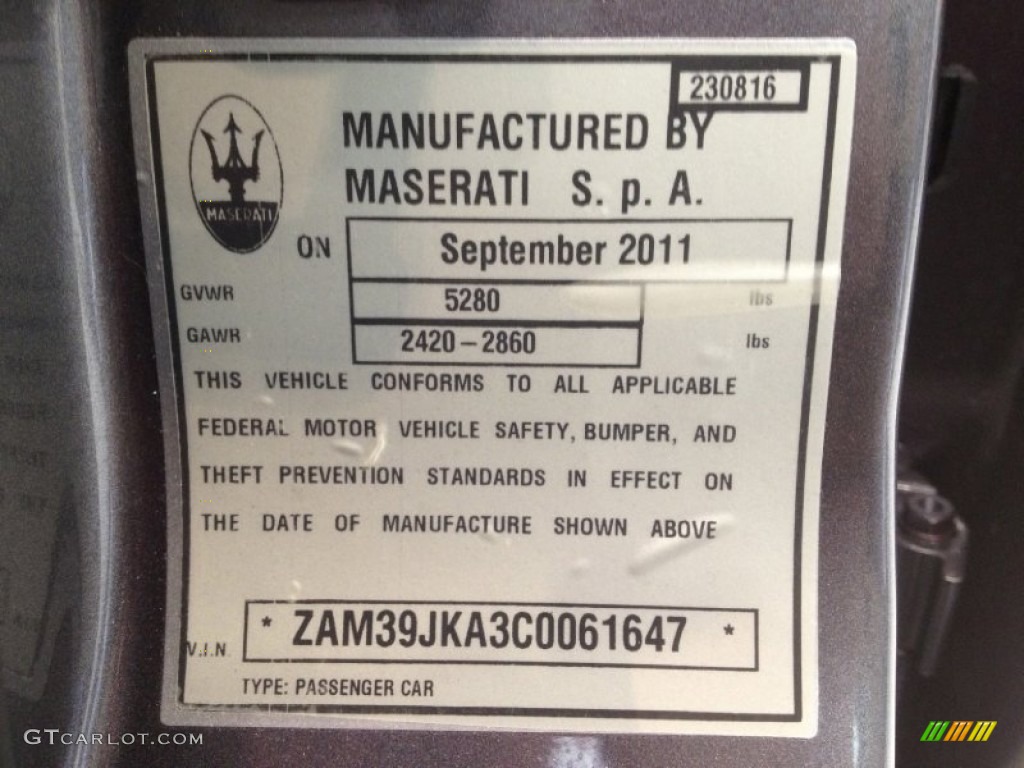 230816
MANUFACTURED BY
MASERATI S. p. A.
MASERATI
ON September 2011
GVWR 5280 lbs
GAWR 2420-2860 lbs
THIS VEHICLE CONFORMS TO ALL APPLICABLE
FEDERAL MOTOR VEHICLE SAFETY, BUMPER, AND
THEFT PREVENTION STANDARDS IN EFFECT ON
THE DATE OF MANUFACTURE SHOWN ABOVE
V.I.N. * ZAM39JKA3C0061647 *
TYPE: PASSENGER CAR
GTCARLOT.COM